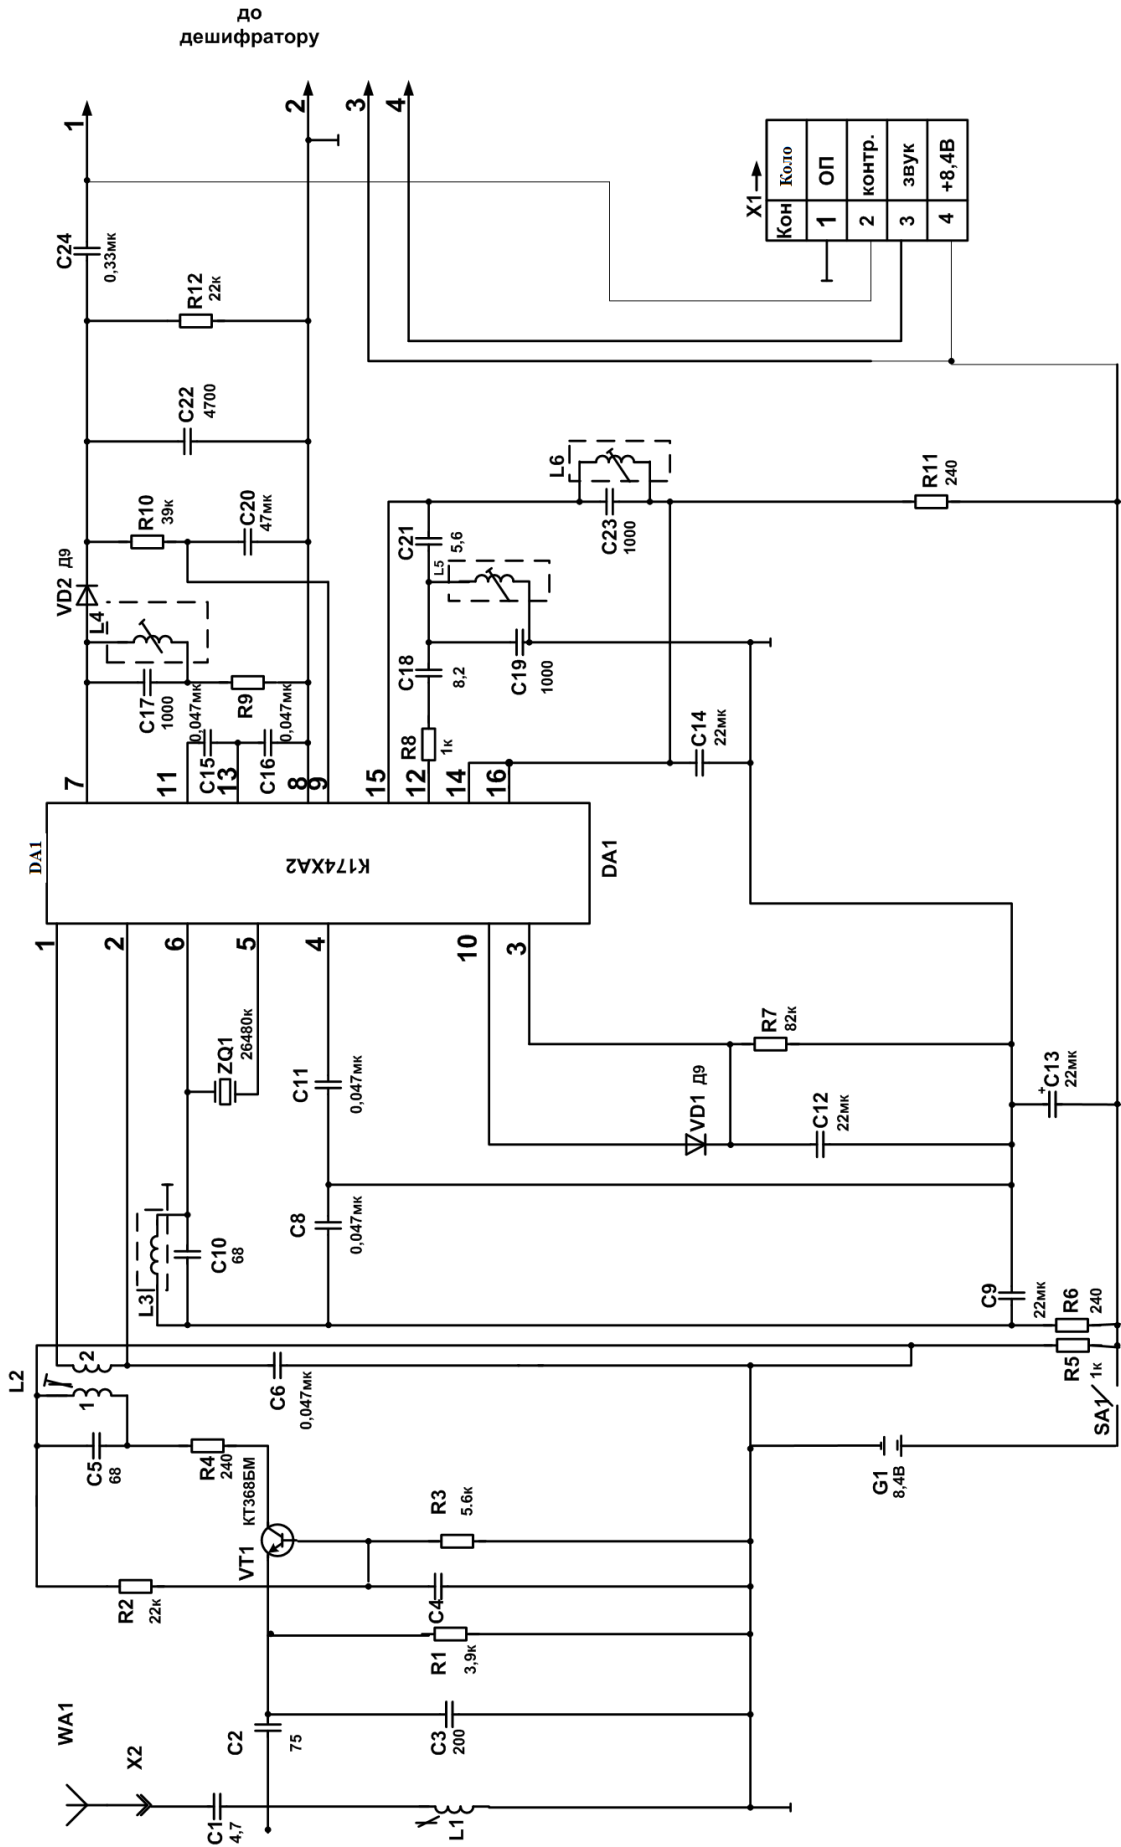 до
дешифратору
1
2
3
4
X1
Кон Коло
1 ОП
2 контр.
3 звук
4 +8,4В
C24
0,33мк
R12
22к
C22
4700
R10
39к
C20
47мк
VD2 Д9
L4
C17
1000
R9
0,047мк
C15
C16
0,047мк
L6
C23
1000
C21
5,6
L5
C18
8,2
C19
1000
R8
1к
C14
22мк
R11
240
7
11
13
8
9
15
12
14
16
DA1
К174ХА2
DA1
1
2
6
5
4
10
3
ZQ1
26480к
C11
0,047мк
R7
82к
VD1 Д9
C12
22мк
C13
+
22мк
L3
C10
68
C8
0,047мк
C9
22мк
R6
240
R5
1к
SA1
L2
1
2
C6
0,047мк
C5
68
R4
240
КТ368БМ
VT1
G1
8,4В
R3
5.6к
R2
22к
C4
R1
3,9к
WA1
X2
C2
75
C3
200
C1
4,7
L1